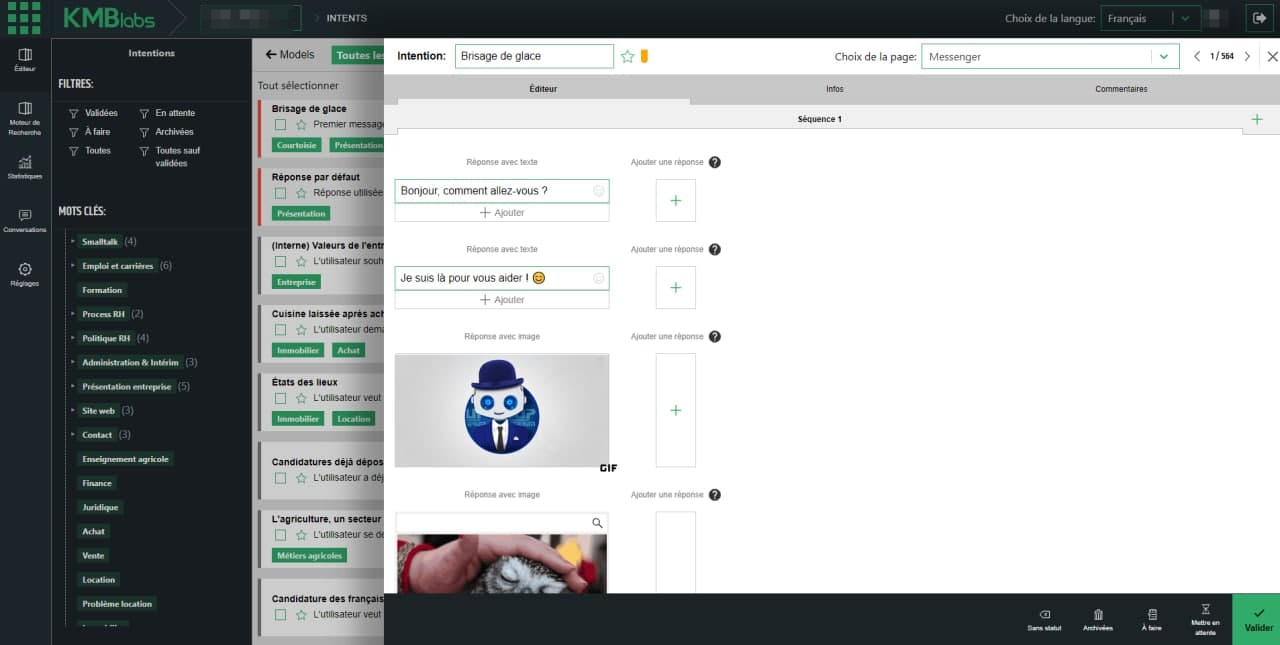 KMBlabs
INTENTS
Choix de la langue:
Français
Éditeur
Moteur de
Recherche
Statistiques
Conversations
Réglages
Intentions
FILTRES:
Validées
En attente
À faire
Archivées
Toutes
Toutes sauf
validées
MOTS CLÉS:
Smalltalk (4)
Emploi et carrières (6)
Formation
Process RH (2)
Politique RH (4)
Administration & Intérim (3)
Présentation entreprise (5)
Site web (3)
Contact (3)
Enseignement agricole
Finance
Juridique
Achat
Vente
Location
Problème location
Models
Toutes les
Tout sélectionner
Brisage de glace
Premier message
Courtoisie
Présentation
Réponse par défaut
Réponse utilisée
Présentation
(Interne) Valeurs de l'entr
L'utilisateur souh
Entreprise
Cuisine laissée après ach
L'utilisateur dema
Immobilier
Achat
États des lieux
L'utilisateur veut
Immobilier
Location
Candidatures déjà dépos
L'utilisateur a déj
L'agriculture, un secteur
L'utilisateur se de
Métiers agricoles
Candidature des français
L'utilisateur veut
Intention:
Brisage de glace
Choix de la page:
Messenger
1 / 564
Éditeur
Infos
Commentaires
Séquence 1
Réponse avec texte
Ajouter une réponse ?
Bonjour, comment allez-vous ?
Ajouter
Réponse avec texte
Ajouter une réponse ?
Je suis là pour vous aider ! 😊
Ajouter
Réponse avec image
Ajouter une réponse ?
GIF
Réponse avec image
Ajouter une réponse ?
Sans statut
Archivées
À faire
Mettre en
attente
Valider